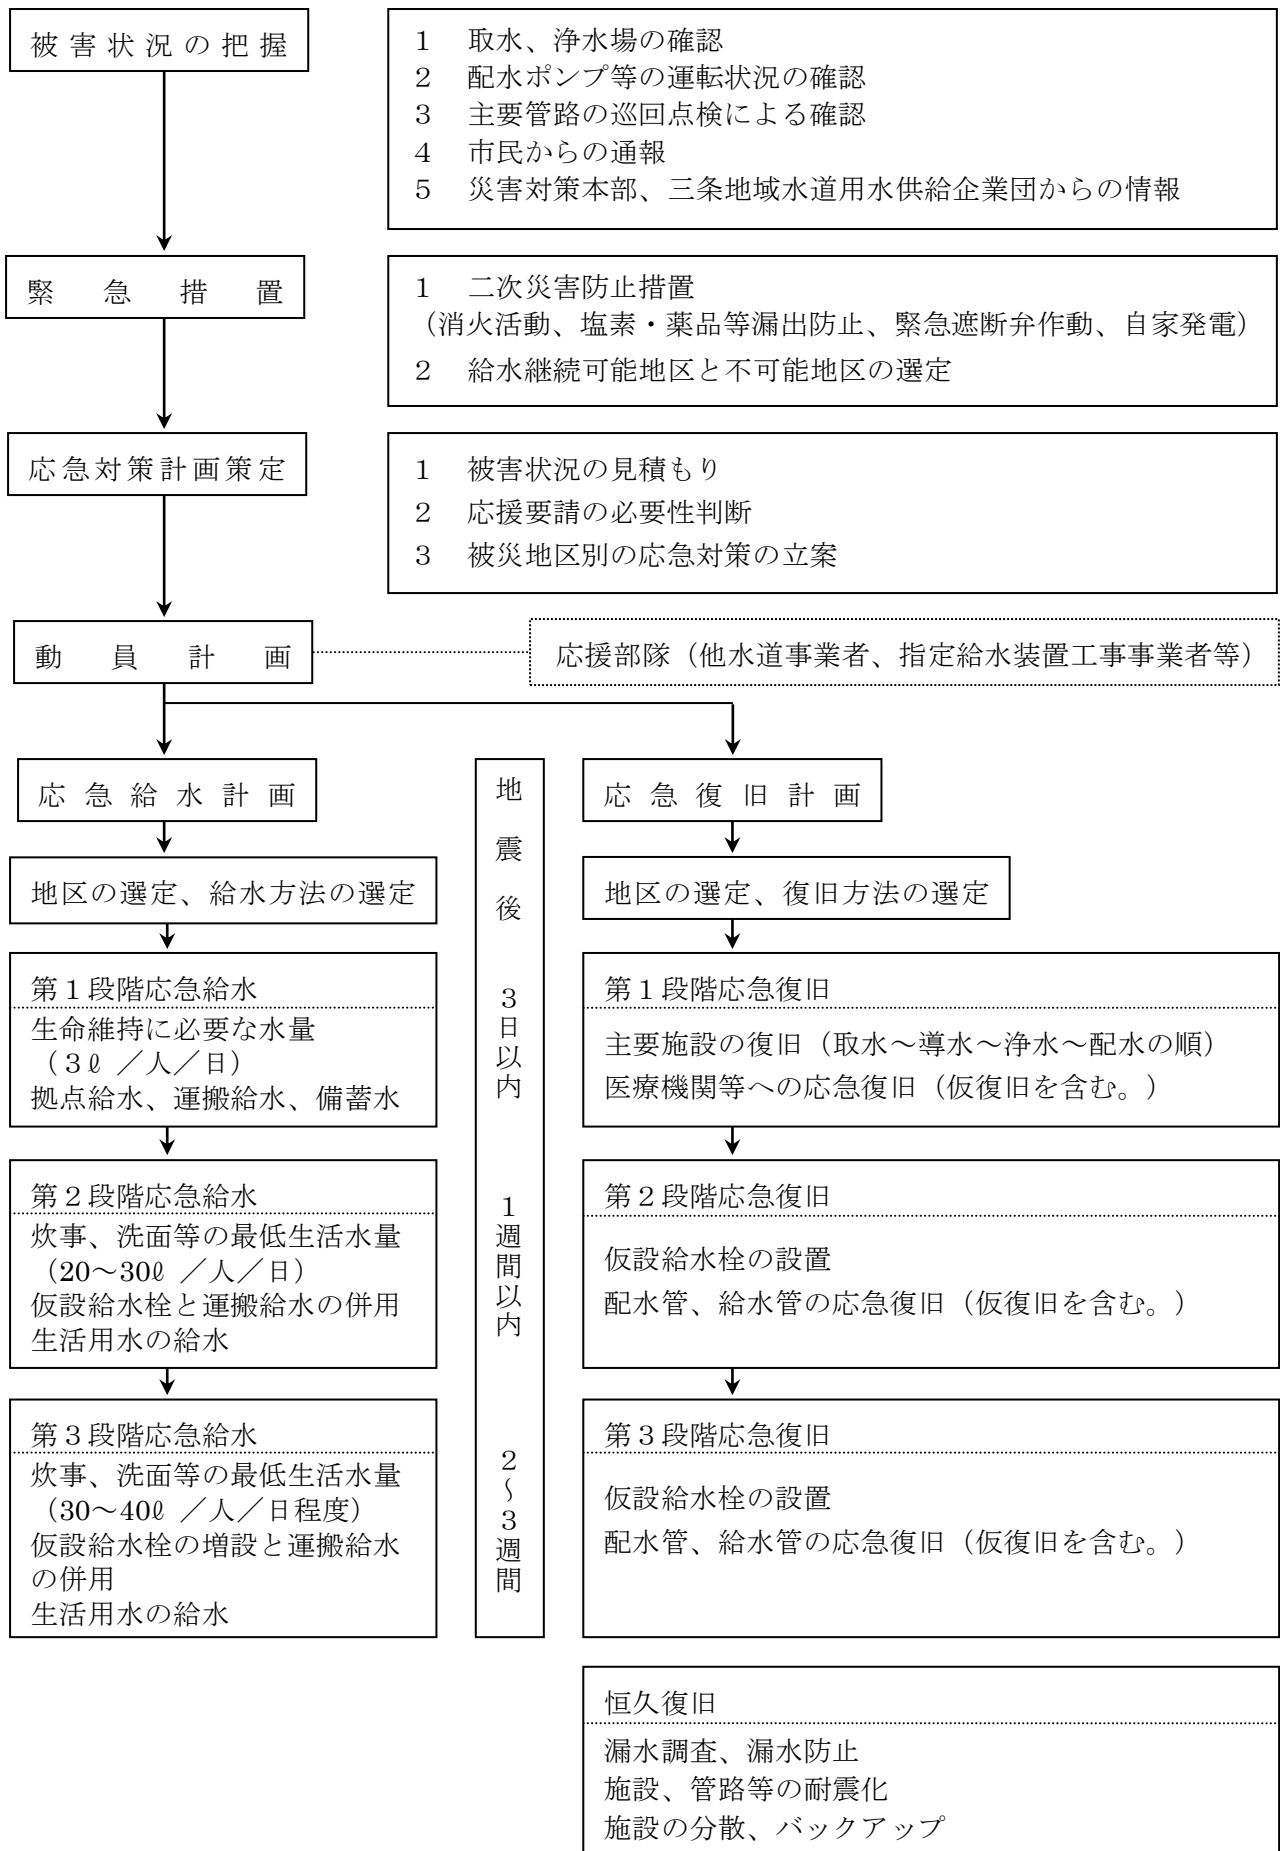 被害状況の把握
1 取水、浄水場の確認
2 配水ポンプ等の運転状況の確認
3 主要管路の巡回点検による確認
4 市民からの通報
5 災害対策本部、三条地域水道用水供給企業団からの情報
緊急措置
1 二次災害防止措置
（消火活動、塩素・薬品等漏出防止、緊急遮断弁作動、自家発電）
2 給水継続可能地区と不可能地区の選定
応急対策計画策定
1 被害状況の見積もり
2 応援要請の必要性判断
3 被災地区別の応急対策の立案
動員計画
応援部隊（他水道事業者、指定給水装置工事事業者等）
応急給水計画
地区の選定、給水方法の選定
第１段階応急給水
生命維持に必要な水量
（３ℓ ／人／日）
拠点給水、運搬給水、備蓄水
第２段階応急給水
炊事、洗面等の最低生活水量
（20～30ℓ ／人／日）
仮設給水栓と運搬給水の併用
生活用水の給水
第３段階応急給水
炊事、洗面等の最低生活水量
（30～40ℓ ／人／日程度）
仮設給水栓の増設と運搬給水
の併用
生活用水の給水
地震後
３日以内
１週間以内
２～３週間
応急復旧計画
地区の選定、復旧方法の選定
第１段階応急復旧
主要施設の復旧（取水～導水～浄水～配水の順）
医療機関等への応急復旧（仮復旧を含む。）
第２段階応急復旧
仮設給水栓の設置
配水管、給水管の応急復旧（仮復旧を含む。）
第３段階応急復旧
仮設給水栓の設置
配水管、給水管の応急復旧（仮復旧を含む。）
恒久復旧
漏水調査、漏水防止
施設、管路等の耐震化
施設の分散、バックアップ